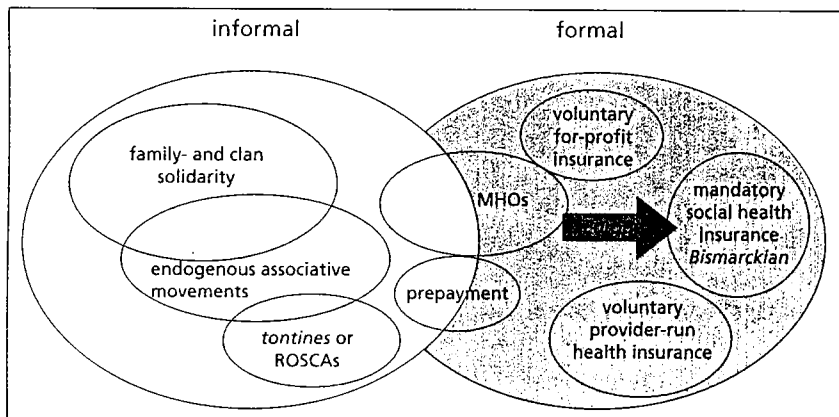 informal
formal
family- and clan
solidarity
endogenous associative
movements
tontines or
ROSCAs
MHOs
prepayment
voluntary
for-profit
insurance
mandatory
social health
insurance
Bismarckian
voluntary
provider-run
health insurance